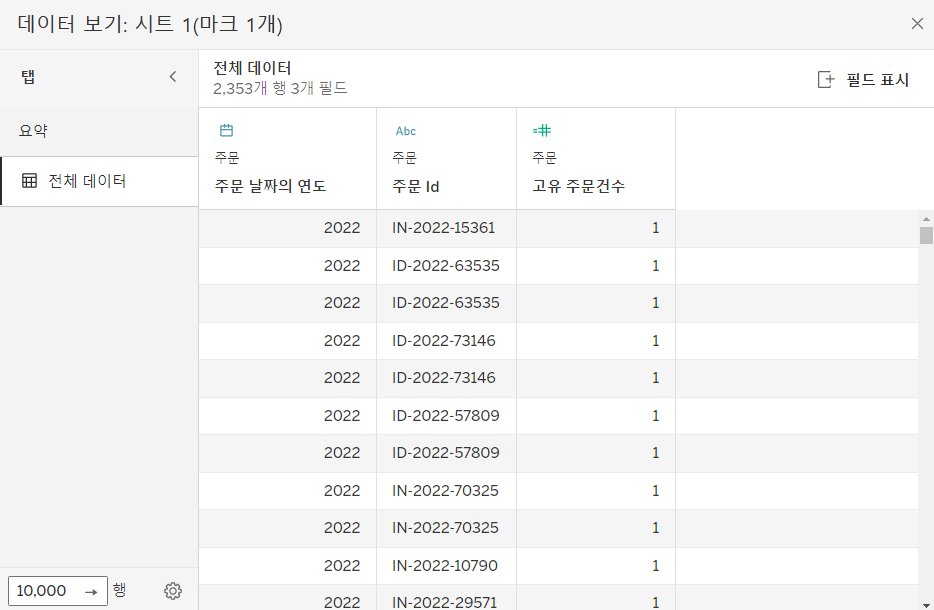 데이터 보기: 시트 1(마크 1개)
탭
요약
전체 데이터
10,000 → 행
전체 데이터
2,353개 행 3개 필드
필드 표시
Abc
주문 주문 주문
주문 날짜의 연도 주문 Id 고유 주문건수
2022 IN-2022-15361 1
2022 ID-2022-63535 1
2022 ID-2022-63535 1
2022 ID-2022-73146 1
2022 ID-2022-73146 1
2022 ID-2022-57809 1
2022 ID-2022-57809 1
2022 IN-2022-70325 1
2022 IN-2022-70325 1
2022 IN-2022-10790 1
2022 IN-2022-29571 1